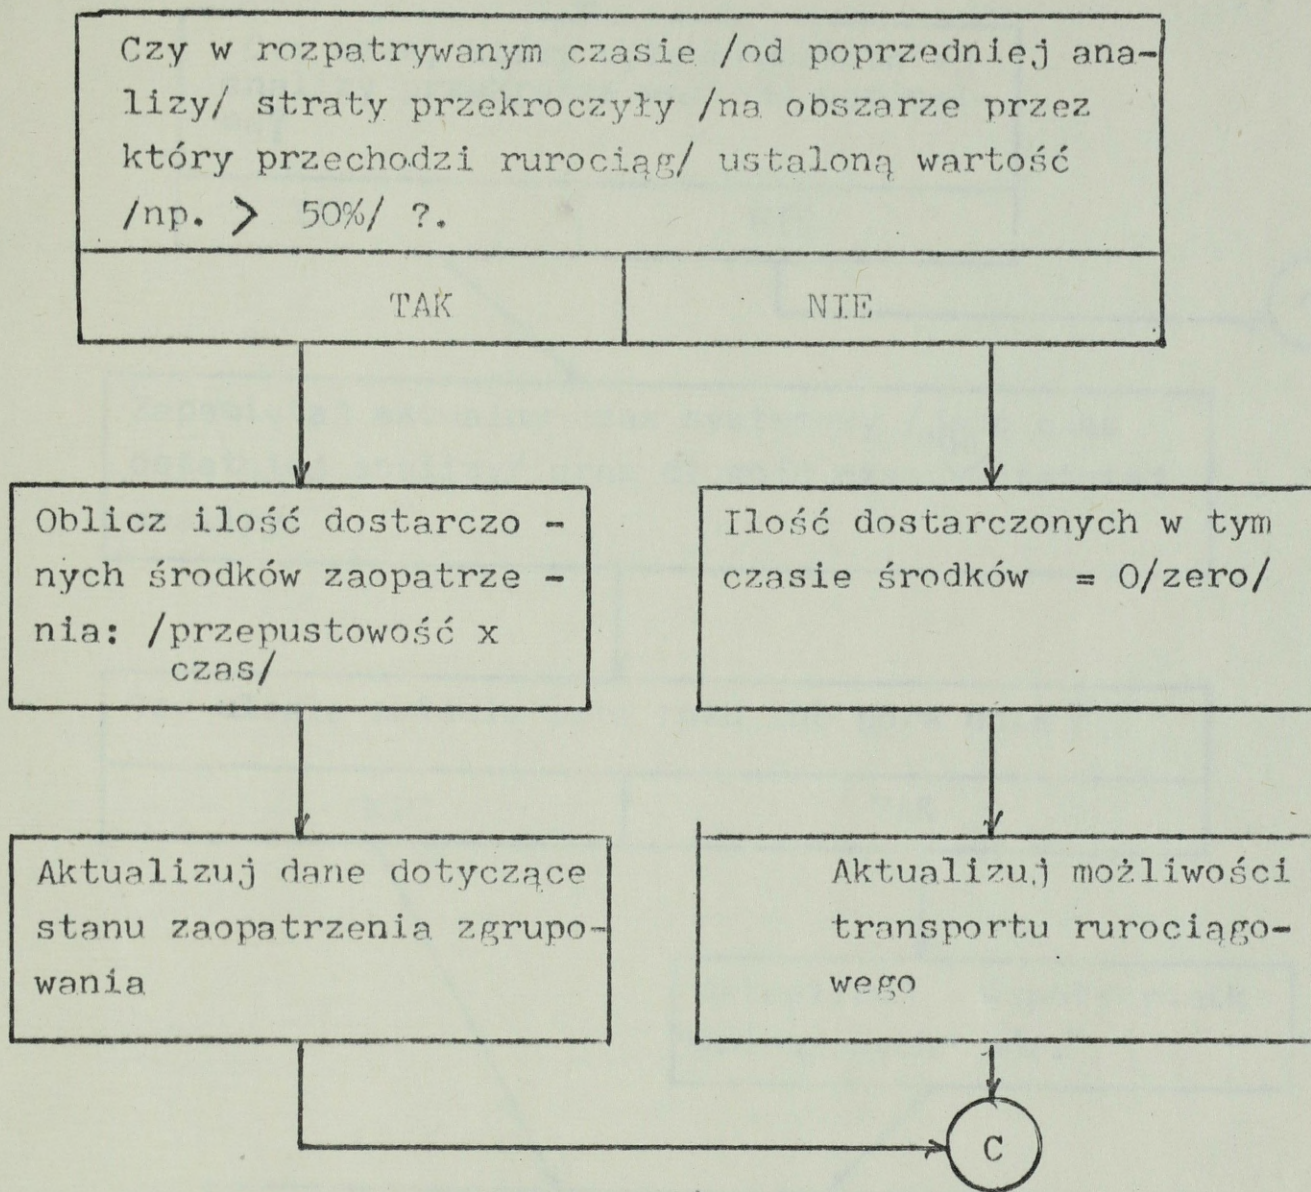 Czy w rozpatrywanym czasie /od poprzedniej ana-
lizy/ straty przekroczyły /na obszarze przez
który przechodzi rurociąg/ ustaloną wartość
/np. > 50%/ ?.
TAK
NIE
Oblicz ilość dostarczo -
nych środków zaopatrze -
nia: /przepustowość x
czas/
Ilość dostarczonych w tym
czasie środków = 0/zero/
Aktualizuj dane dotyczące
stanu zaopatrzenia zgrupo-
wania
Aktualizuj możliwości
transportu rurociągo-
wego
C